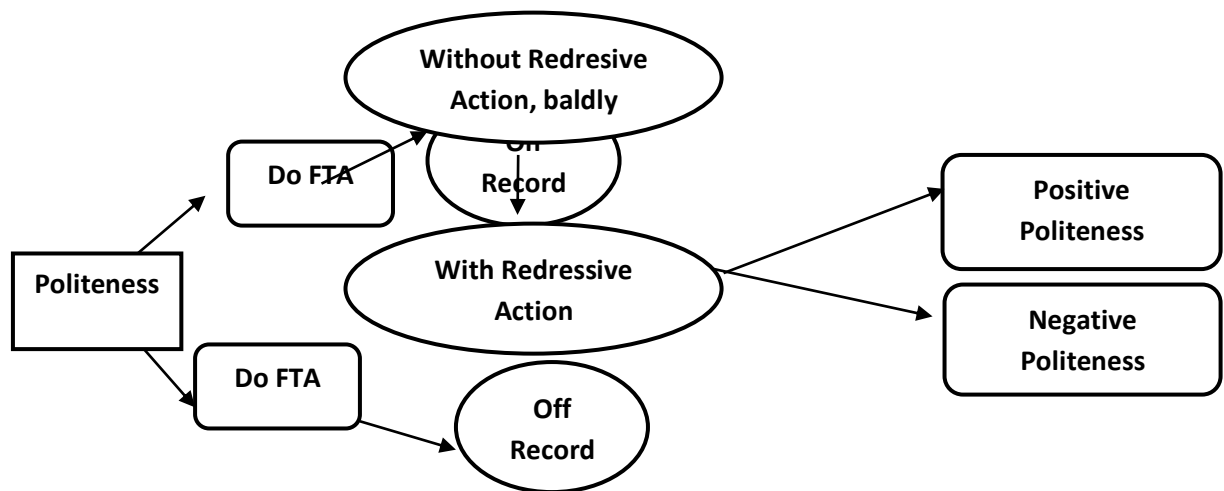 Without Redresive
Action, baldly
Do FTA
Record
Positive
Politeness
With Redressive
Action
Politeness
Negative
Politeness
Do FTA
Off
Record